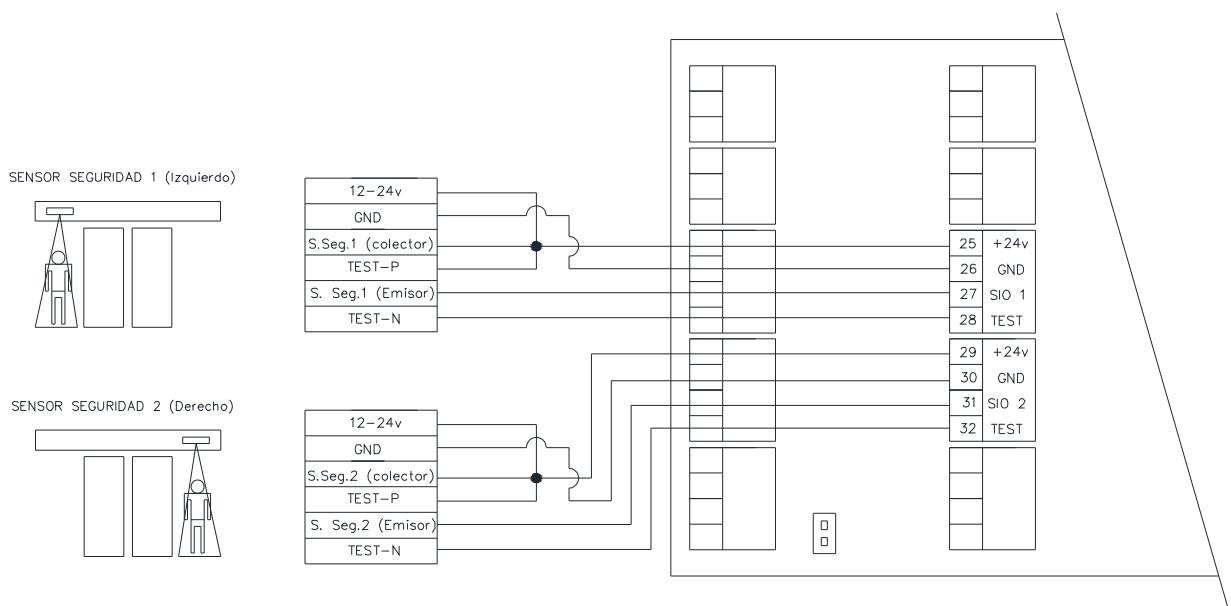 SENSOR SEGURIDAD 1 (Izquierdo)
12-24v
GND
S.Seg.1 (colector)
TEST-P
S. Seg.1 (Emisor)
TEST-N
25 +24v
26 GND
27 SIO 1
28 TEST
29 +24v
30 GND
31 SIO 2
32 TEST
SENSOR SEGURIDAD 2 (Derecho)
12-24v
GND
S.Seg.2 (colector)
TEST-P
S. Seg.2 (Emisor)
TEST-N